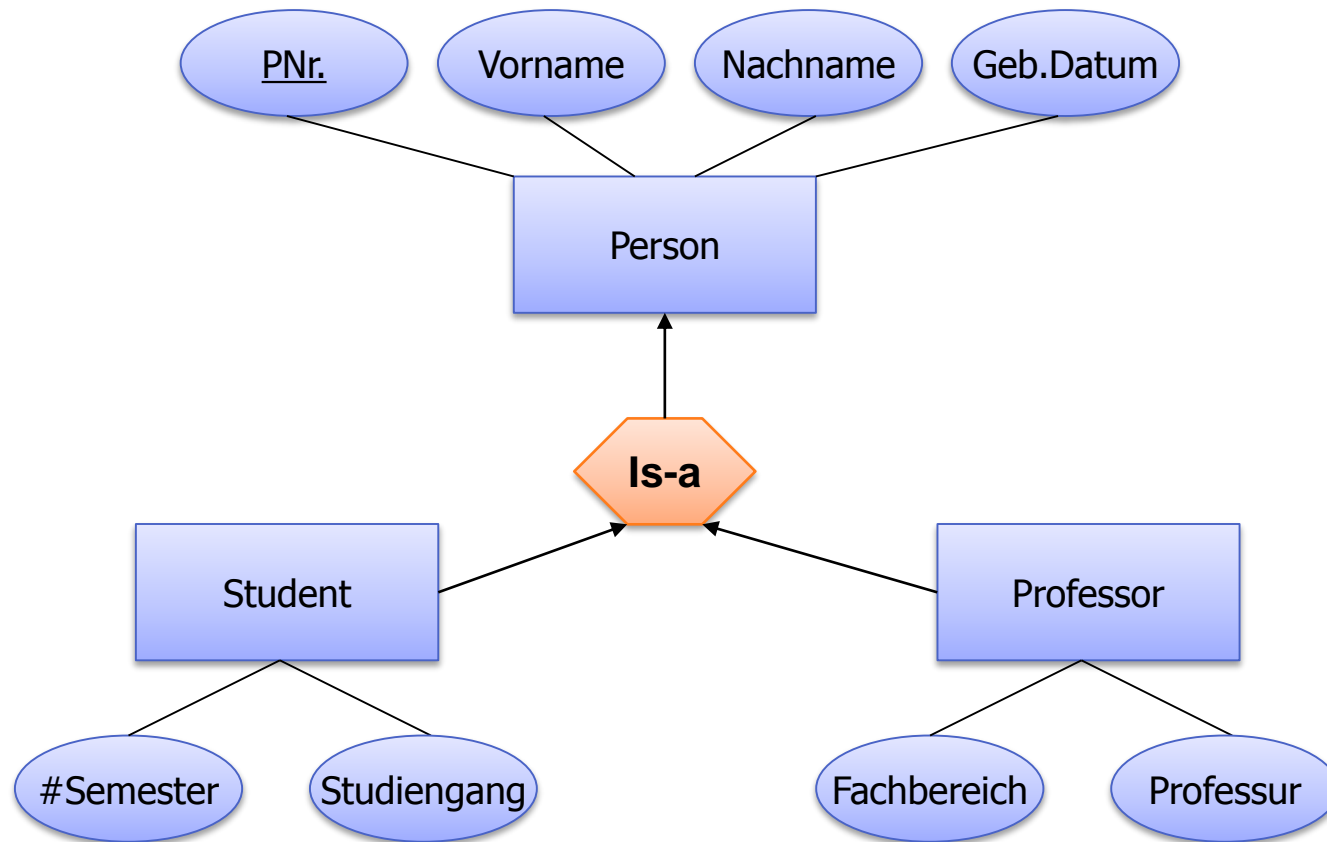 PNr.
Vorname
Nachname
Geb.Datum
Person
Is-a
Student
Professor
#Semester
Studiengang
Fachbereich
Professur